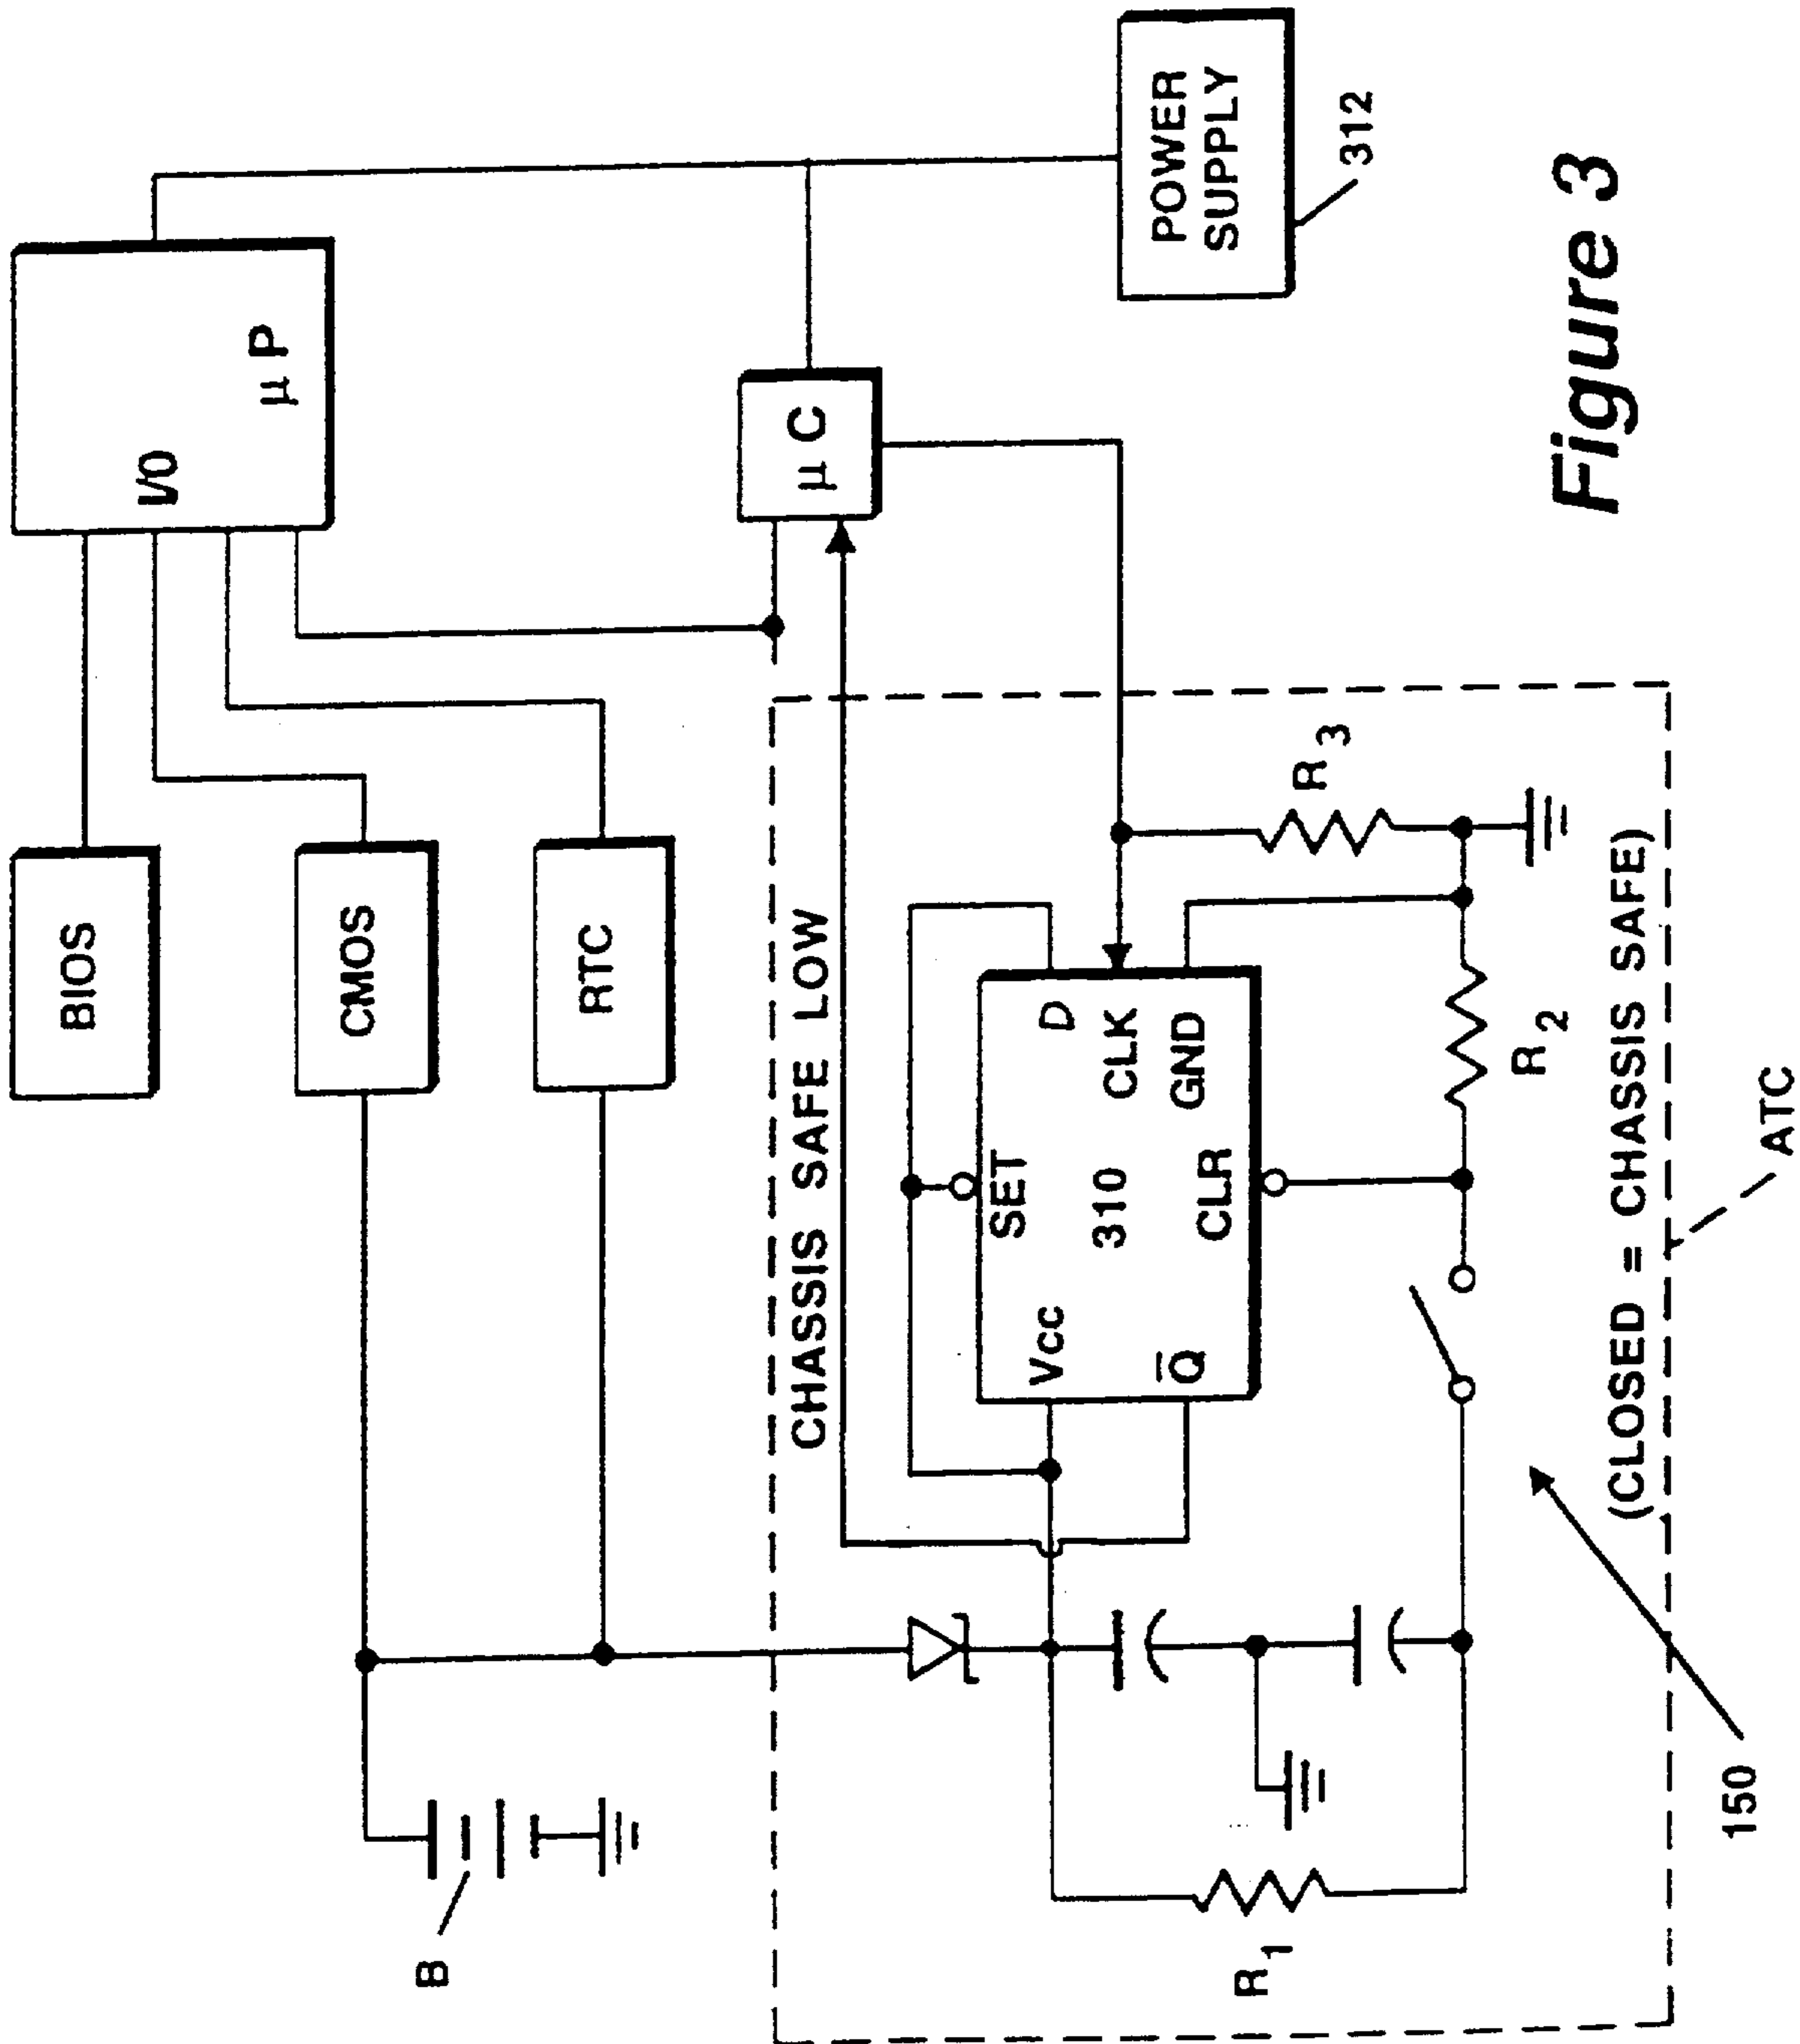 BIOS
CMOS
RTC
I/O
μP
B
μC
POWER
SUPPLY
312
CHASSIS SAFE LOW
Vcc
SET
D
310
CLK
Q̅
CLR
GND
R1
R2
R3
(CLOSED = CHASSIS SAFE)
150
ATC
Figure 3